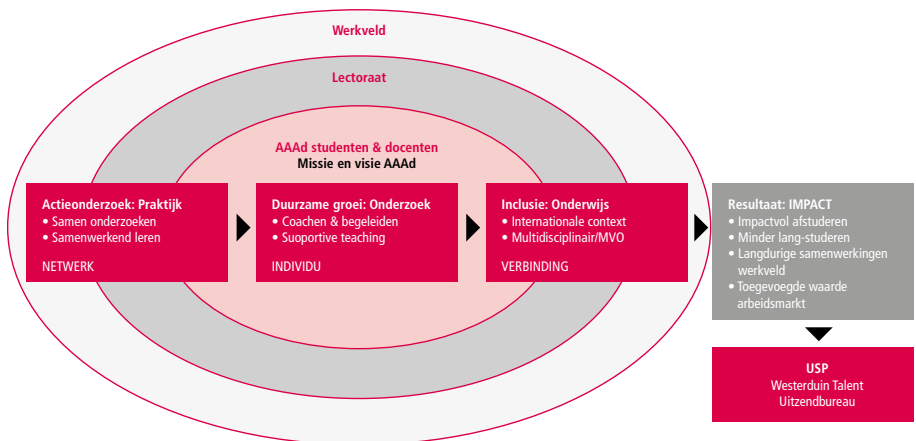 Werkveld
Lectoraat
AAAd studenten & docenten
Missie en visie AAAd
Actieonderzoek: Praktijk
• Samen onderzoeken
• Samenwerkend leren
NETWERK
Duurzame groei: Onderzoek
• Coachen & begeleiden
• Suoportive teaching
INDIVIDU
Inclusie: Onderwijs
• Internationale context
• Multidisciplinair/MVO
VERBINDING
Resultaat: IMPACT
• Impactvol afstuderen
• Minder lang-studeren
• Langdurige samenwerkingen
werkveld
• Toegevoegde waarde
arbeidsmarkt
USP
Westerduin Talent
Uitzendbureau